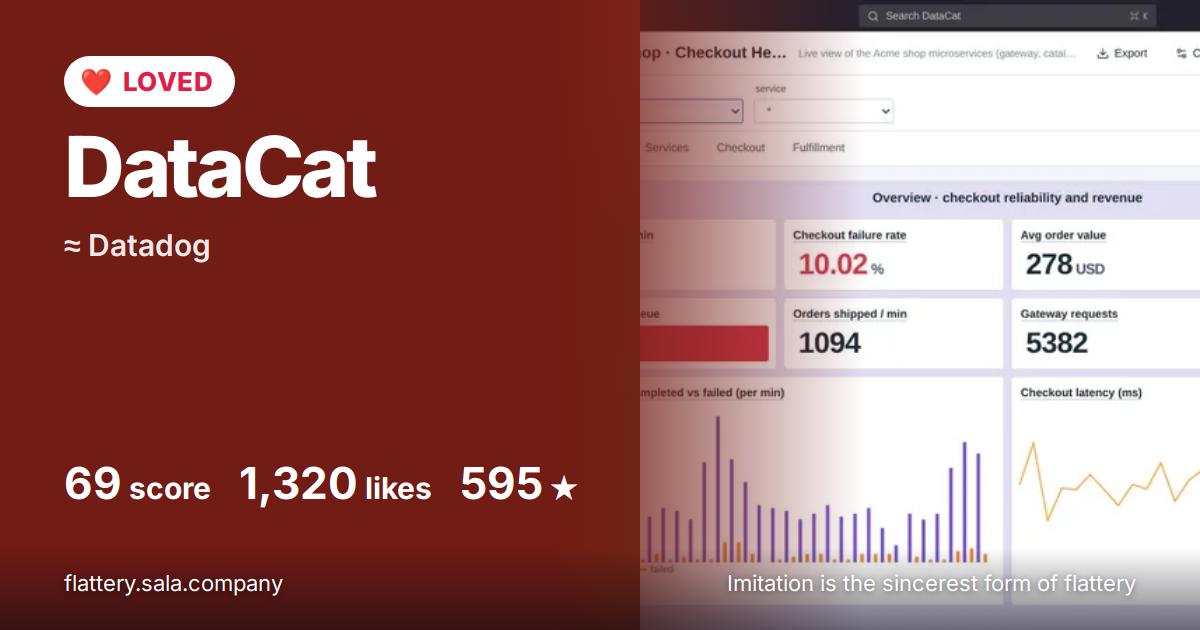 ❤️ LOVED
DataCat
≈ Datadog
69 score 1,320 likes 595 ★
flattery.sala.company
Search DataCat ⌘ K
op · Checkout He... Live view of the Acme shop microservices (gateway, catal... Export C
service
*
Services Checkout Fulfillment
Overview · checkout reliability and revenue
in
Checkout failure rate
10.02 %
Avg order value
278 USD
eue
Orders shipped / min
1094
Gateway requests
5382
mpleted vs failed (per min)
Checkout latency (ms)
— failed
Imitation is the sincerest form of flattery